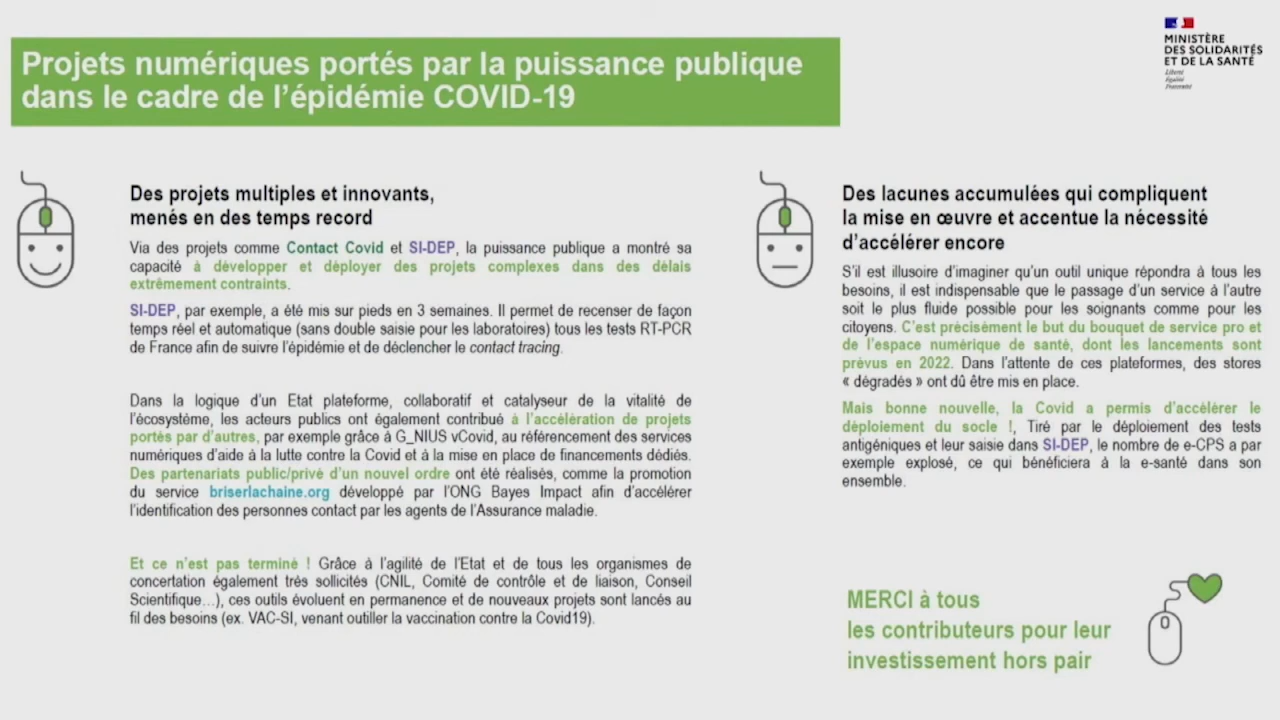 Projets numériques portés par la puissance publique
dans le cadre de l'épidémie COVID-19
MINISTÈRE
DES SOLIDARITÉS
ET DE LA SANTÉ
Liberté
Égalité
Fraternité
Des projets multiples et innovants,
menés en des temps record
Via des projets comme Contact Covid et SI-DEP, la puissance publique a montré sa
capacité à développer et déployer des projets complexes dans des délais
extrêmement contraints.
SI-DEP, par exemple, a été mis sur pieds en 3 semaines. Il permet de recenser de façon
temps réel et automatique (sans double saisie pour les laboratoires) tous les tests RT-PCR
de France afin de suivre l'épidémie et de déclencher le contact tracing.
Dans la logique d'un Etat plateforme, collaboratif et catalyseur de la vitalité de
l'écosystème, les acteurs publics ont également contribué à l'accélération de projets
portés par d'autres, par exemple grâce à G_NIUS vCovid, au référencement des services
numériques d'aide à la lutte contre la Covid et à la mise en place de financements dédiés.
Des partenariats public/privé d'un nouvel ordre ont été réalisés, comme la promotion
du service briserlachaine.org développé par l'ONG Bayes Impact afin d'accélérer
l'identification des personnes contact par les agents de l'Assurance maladie.
Et ce n'est pas terminé ! Grâce à l'agilité de l'Etat et de tous les organismes de
concertation également très sollicités (CNIL, Comité de contrôle et de liaison, Conseil
Scientifique…), ces outils évoluent en permanence et de nouveaux projets sont lancés au
fil des besoins (ex. VAC-SI, venant outiller la vaccination contre la Covid19).
Des lacunes accumulées qui compliquent
la mise en œuvre et accentue la nécessité
d'accélérer encore
S'il est illusoire d'imaginer qu'un outil unique répondra à tous les
besoins, il est indispensable que le passage d'un service à l'autre
soit le plus fluide possible pour les soignants comme pour les
citoyens. C'est précisément le but du bouquet de service pro et
de l'espace numérique de santé, dont les lancements sont
prévus en 2022. Dans l'attente de ces plateformes, des stores
« dégradés » ont dû être mis en place.
Mais bonne nouvelle, la Covid a permis d'accélérer le
déploiement du socle !, Tiré par le déploiement des tests
antigéniques et leur saisie dans SI-DEP, le nombre de e-CPS a par
exemple explosé, ce qui bénéficiera à la e-santé dans son
ensemble.
MERCI à tous
les contributeurs pour leur
investissement hors pair